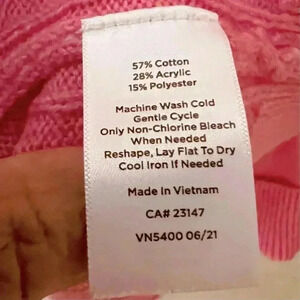 57% Cotton
28% Acrylic
15% Polyester
Machine Wash Cold
Gentle Cycle
Only Non-Chlorine Bleach
When Needed
Reshape, Lay Flat To Dry
Cool Iron If Needed
Made In Vietnam
CA# 23147
VN5400 06/21